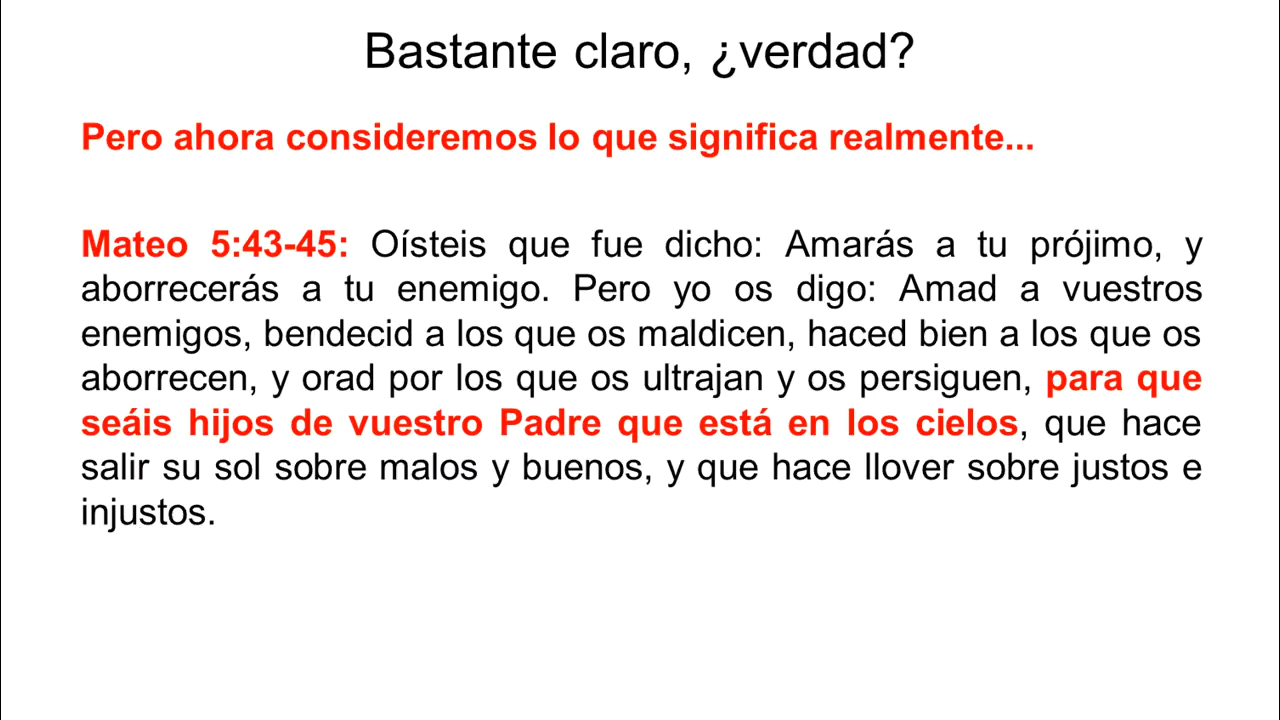 Bastante claro, ¿verdad?
Pero ahora consideremos lo que significa realmente...
Mateo 5:43-45: Oísteis que fue dicho: Amarás a tu prójimo, y
aborrecerás a tu enemigo. Pero yo os digo: Amad a vuestros
enemigos, bendecid a los que os maldicen, haced bien a los que os
aborrecen, y orad por los que os ultrajan y os persiguen, para que
seáis hijos de vuestro Padre que está en los cielos, que hace
salir su sol sobre malos y buenos, y que hace llover sobre justos e
injustos.